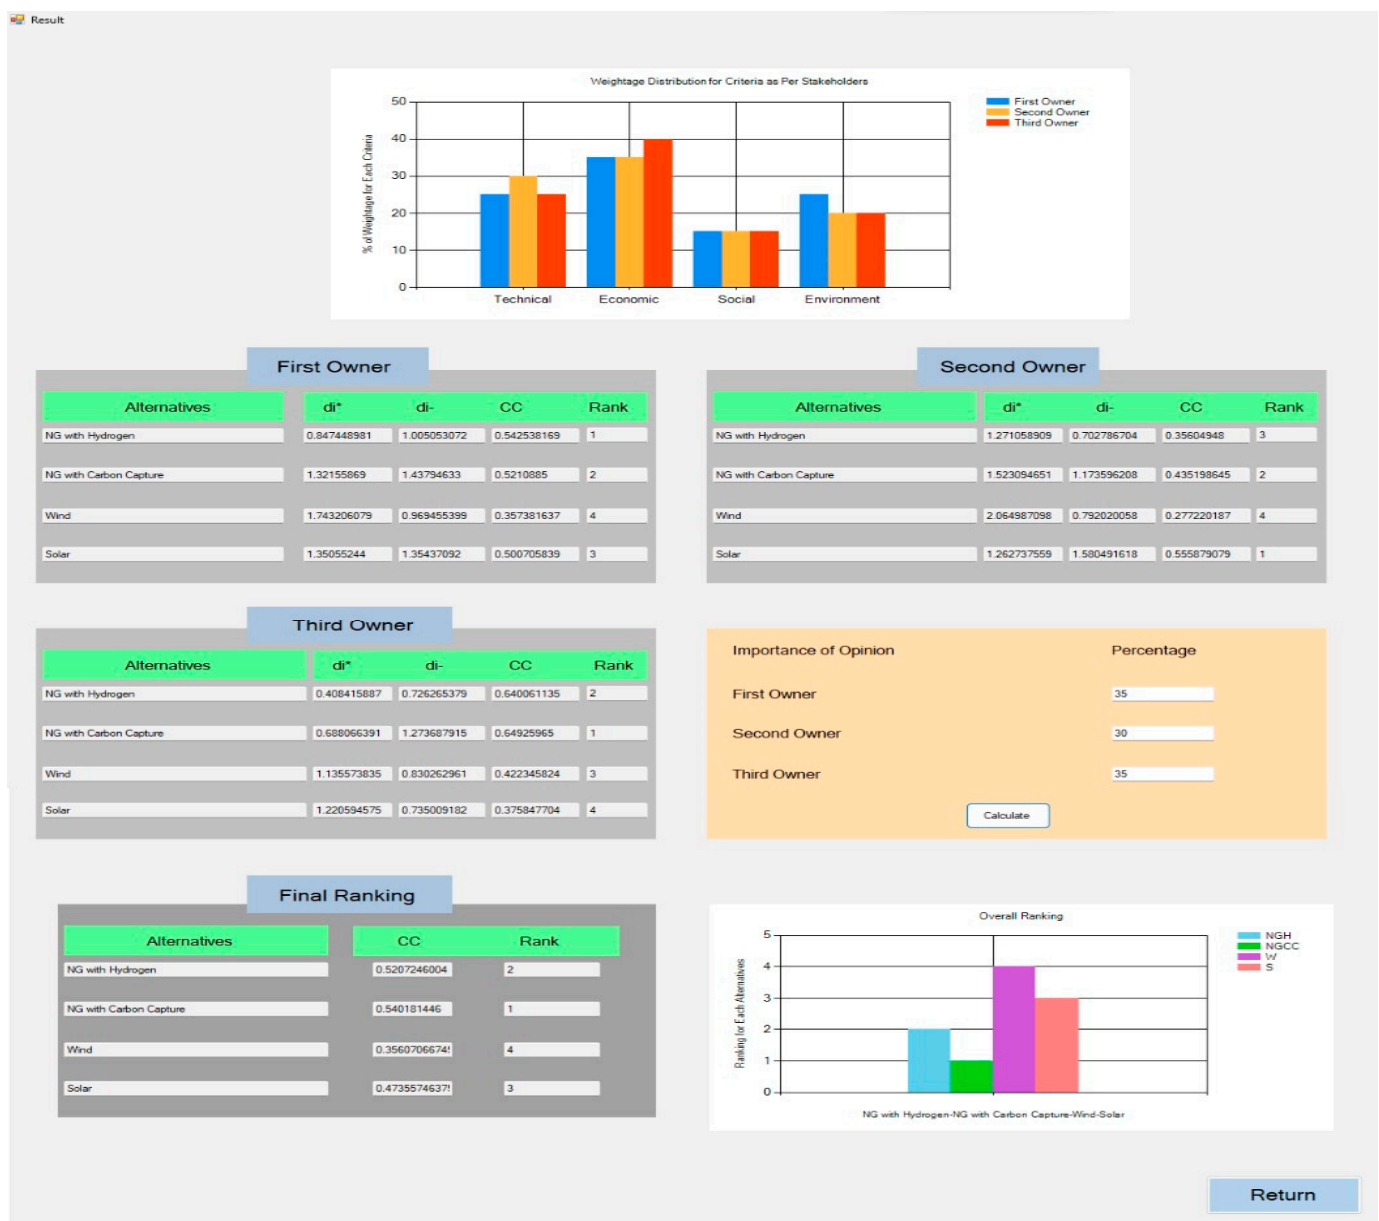 Result
Weightage Distribution for Criteria as Per Stakeholders
% of Weightage for Each Criteria
50
40
30
20
10
0
Technical Economic Social Environment
First Owner
Second Owner
Third Owner
First Owner
Alternatives di* di- CC Rank
NG with Hydrogen 0.847448981 1.005053072 0.542538169 1
NG with Carbon Capture 1.32155869 1.43794633 0.5210885 2
Wind 1.743206079 0.969455399 0.357381637 4
Solar 1.35055244 1.35437092 0.500705839 3
Second Owner
Alternatives di* di- CC Rank
NG with Hydrogen 1.271058909 0.702786704 0.35604948 3
NG with Carbon Capture 1.523094651 1.173596208 0.435198645 2
Wind 2.064987098 0.792020058 0.277220187 4
Solar 1.262737559 1.580491618 0.555879079 1
Third Owner
Alternatives di* di- CC Rank
NG with Hydrogen 0.408415887 0.726265379 0.640061135 2
NG with Carbon Capture 0.688066391 1.273687915 0.64925965 1
Wind 1.135573835 0.830262961 0.422345824 3
Solar 1.220594575 0.735009182 0.375847704 4
Importance of Opinion Percentage
First Owner 35
Second Owner 30
Third Owner 35
Calculate
Final Ranking
Alternatives CC Rank
NG with Hydrogen 0.5207246004 2
NG with Carbon Capture 0.540181446 1
Wind 0.3560706674 4
Solar 0.473557463 3
Overall Ranking
Ranking for Each Alternatives
5
4
3
2
1
0
NG with Hydrogen-NG with Carbon Capture-Wind-Solar
NGH
NGCC
W
S
Return